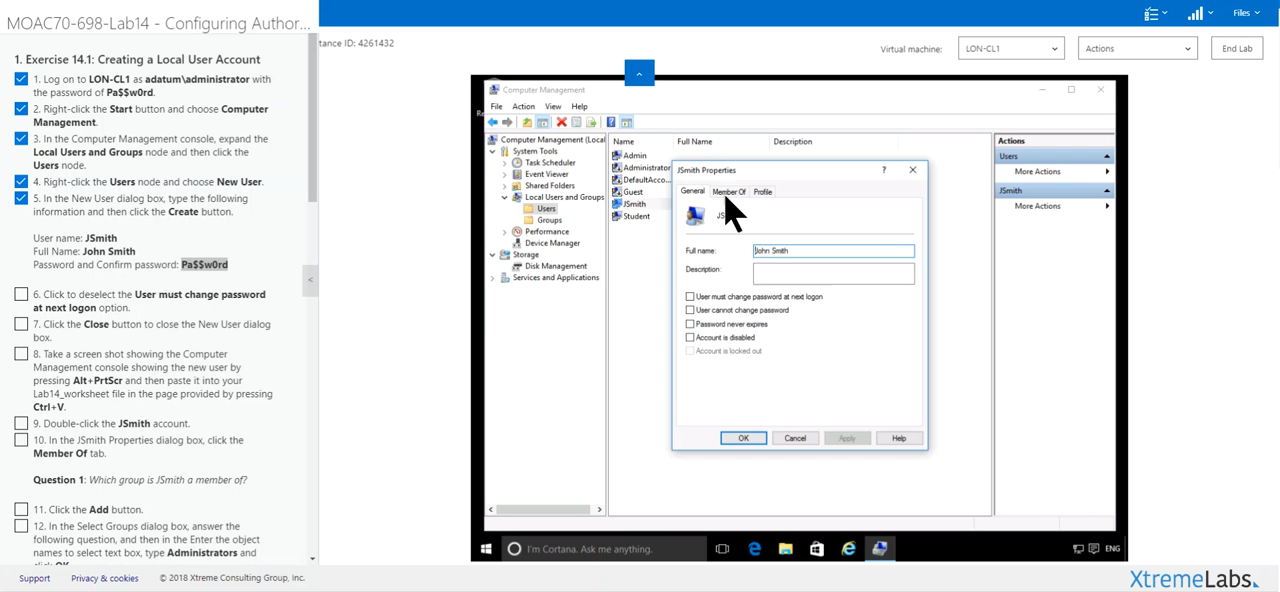 MOAC70-698-Lab14 - Configuring Author...
Files
tance ID: 4261432
Virtual machine:
LON-CL1
Actions
End Lab
1. Exercise 14.1: Creating a Local User Account
1. Log on to LON-CL1 as adatum\administrator with
the password of Pa$$w0rd.
2. Right-click the Start button and choose Computer
Management.
3. In the Computer Management console, expand the
Local Users and Groups node and then click the
Users node.
4. Right-click the Users node and choose New User.
5. In the New User dialog box, type the following
information and then click the Create button.
User name: JSmith
Full Name: John Smith
Password and Confirm password: Pa$$w0rd
6. Click to deselect the User must change password
at next logon option.
7. Click the Close button to close the New User dialog
box.
8. Take a screen shot showing the Computer
Management console showing the new user by
pressing Alt+PrtScr and then paste it into your
Lab14_worksheet file in the page provided by pressing
Ctrl+V.
9. Double-click the JSmith account.
10. In the JSmith Properties dialog box, click the
Member Of tab.
Question 1: Which group is JSmith a member of?
11. Click the Add button.
12. In the Select Groups dialog box, answer the
following question, and then in the Enter the object
names to select text box, type Administrators and
click OK.
<
Computer Management
File Action View Help
Computer Management (Local
System Tools
Task Scheduler
Event Viewer
Shared Folders
Local Users and Groups
Users
Groups
Performance
Device Manager
Storage
Disk Management
Services and Applications
Name Full Name Description
Admin
Administrator
DefaultAcco...
Guest
JSmith
Student
JSmith Properties
?
General Member Of Profile
Full name: John Smith
Description:
User must change password at next logon
User cannot change password
Password never expires
Account is disabled
Account is locked out
OK Cancel Apply Help
Actions
Users
More Actions
JSmith
More Actions
I'm Cortana. Ask me anything.
ENG
Support Privacy & cookies © 2018 Xtreme Consulting Group, Inc.
XtremeLabs.